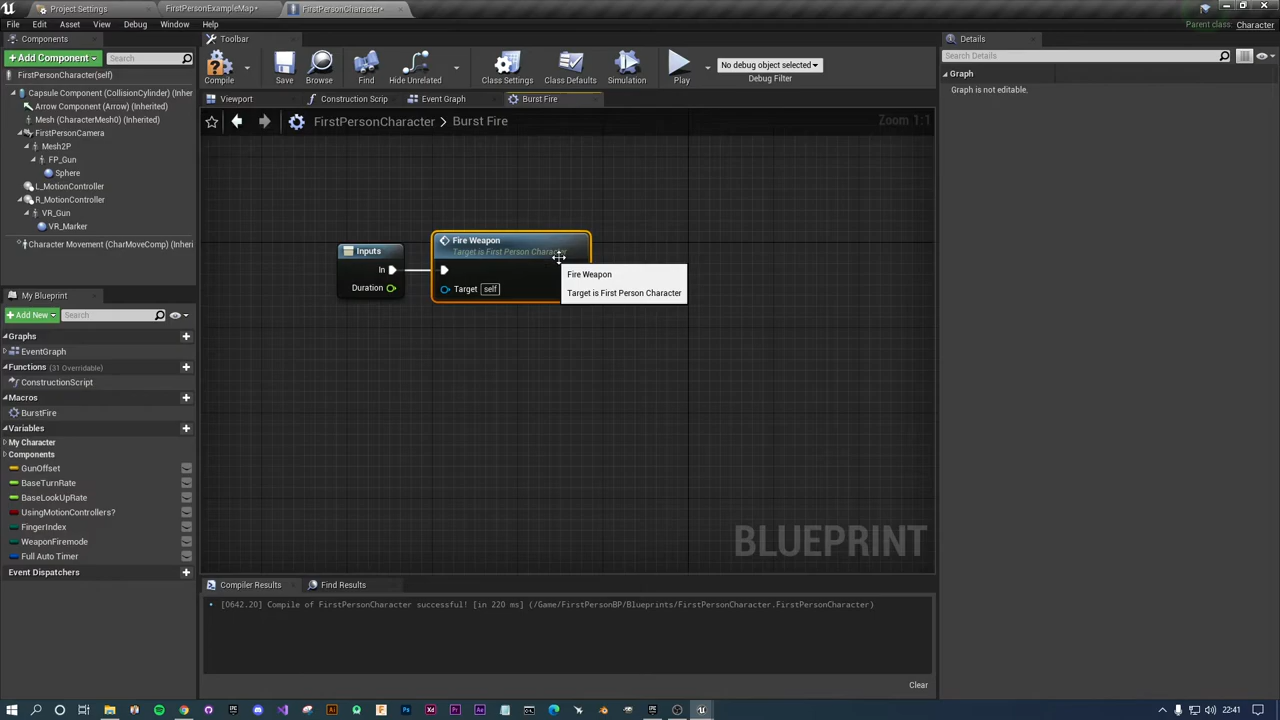 Project Settings
FirstPersonExampleMap*
FirstPersonCharacter*
File
Edit
Asset
View
Debug
Window
Help
Parent class:
Character
Components
Toolbar
Details
+ Add Component
Search
FirstPersonCharacter(self)
Capsule Component (CollisionCylinder) (Inher
Arrow Component (Arrow) (Inherited)
Mesh (CharacterMesh0) (Inherited)
FirstPersonCamera
Mesh2P
FP_Gun
Sphere
L_MotionController
R_MotionController
VR_Gun
VR_Marker
Character Movement (CharMoveComp) (Inherit
Compile
Save
Browse
Find
Hide Unrelated
Class Settings
Class Defaults
Simulation
Play
No debug object selected
Debug Filter
Search Details
Graph
Graph is not editable.
Viewport
Construction Scrip
Event Graph
Burst Fire
FirstPersonCharacter > Burst Fire
Zoom 1:1
Inputs
In
Duration
Fire Weapon
Target is First Person Character
Target
self
Fire Weapon
Target is First Person Character
BLUEPRINT
My Blueprint
+ Add New
Search
Graphs
EventGraph
Functions (31 Overridable)
ConstructionScript
Macros
BurstFire
Variables
My Character
Components
GunOffset
BaseTurnRate
BaseLookUpRate
UsingMotionControllers?
FingerIndex
WeaponFiremode
Full Auto Timer
Event Dispatchers
Compiler Results
Find Results
[0642.20] Compile of FirstPersonCharacter successful! [in 220 ms] (/Game/FirstPersonBP/Blueprints/FirstPersonCharacter.FirstPersonCharacter)
Clear
22:41